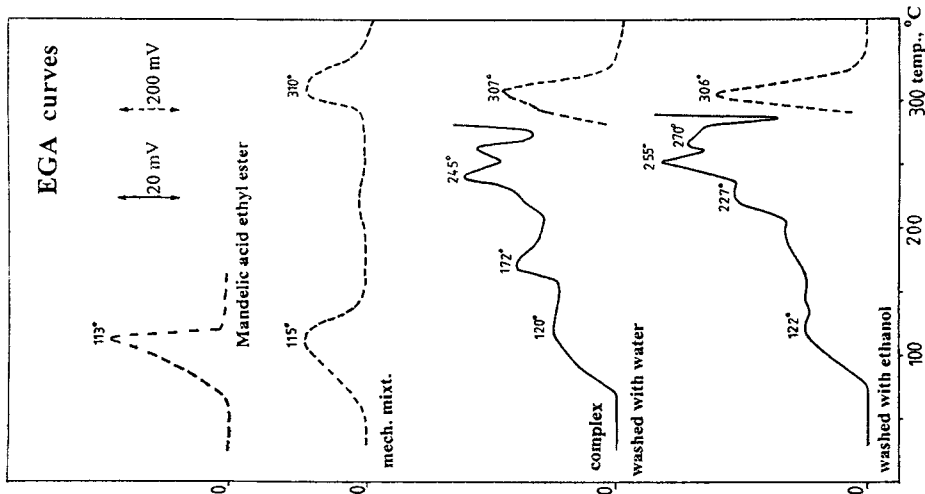 EGA curves
20 mV
200 mV
113°
Mandelic acid ethyl ester
0
115°
310°
mech. mixt.
0
120°
172°
245°
307°
complex
washed with water
0
122°
227°
255°
270°
306°
washed with ethanol
0
100
200
300 temp., °C